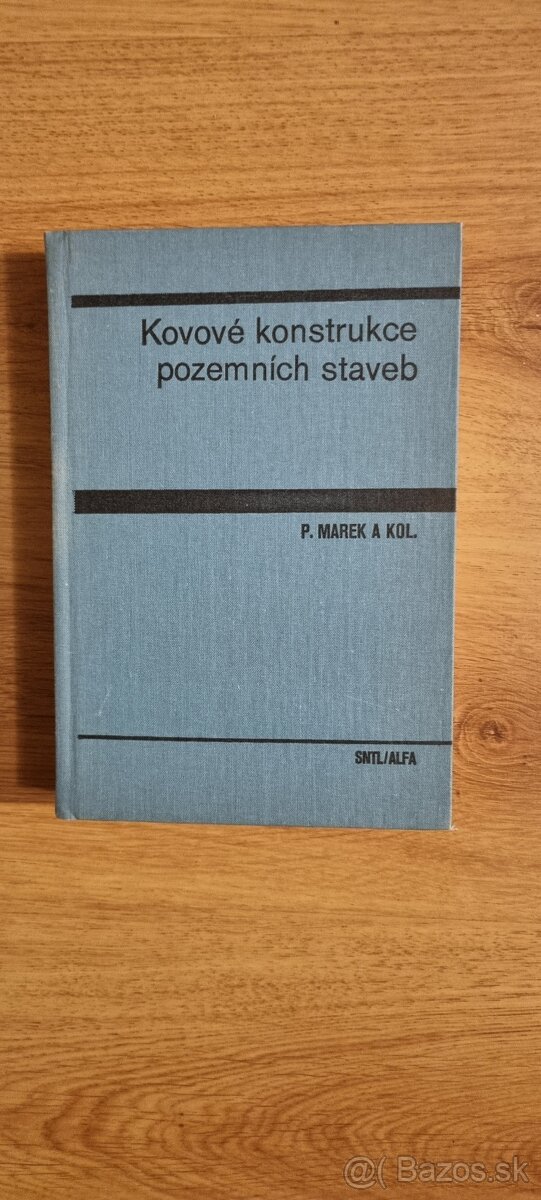 Kovové konstrukce
pozemních staveb
P. MAREK A KOL.
SNTL/ALFA
@( Bazos.sk